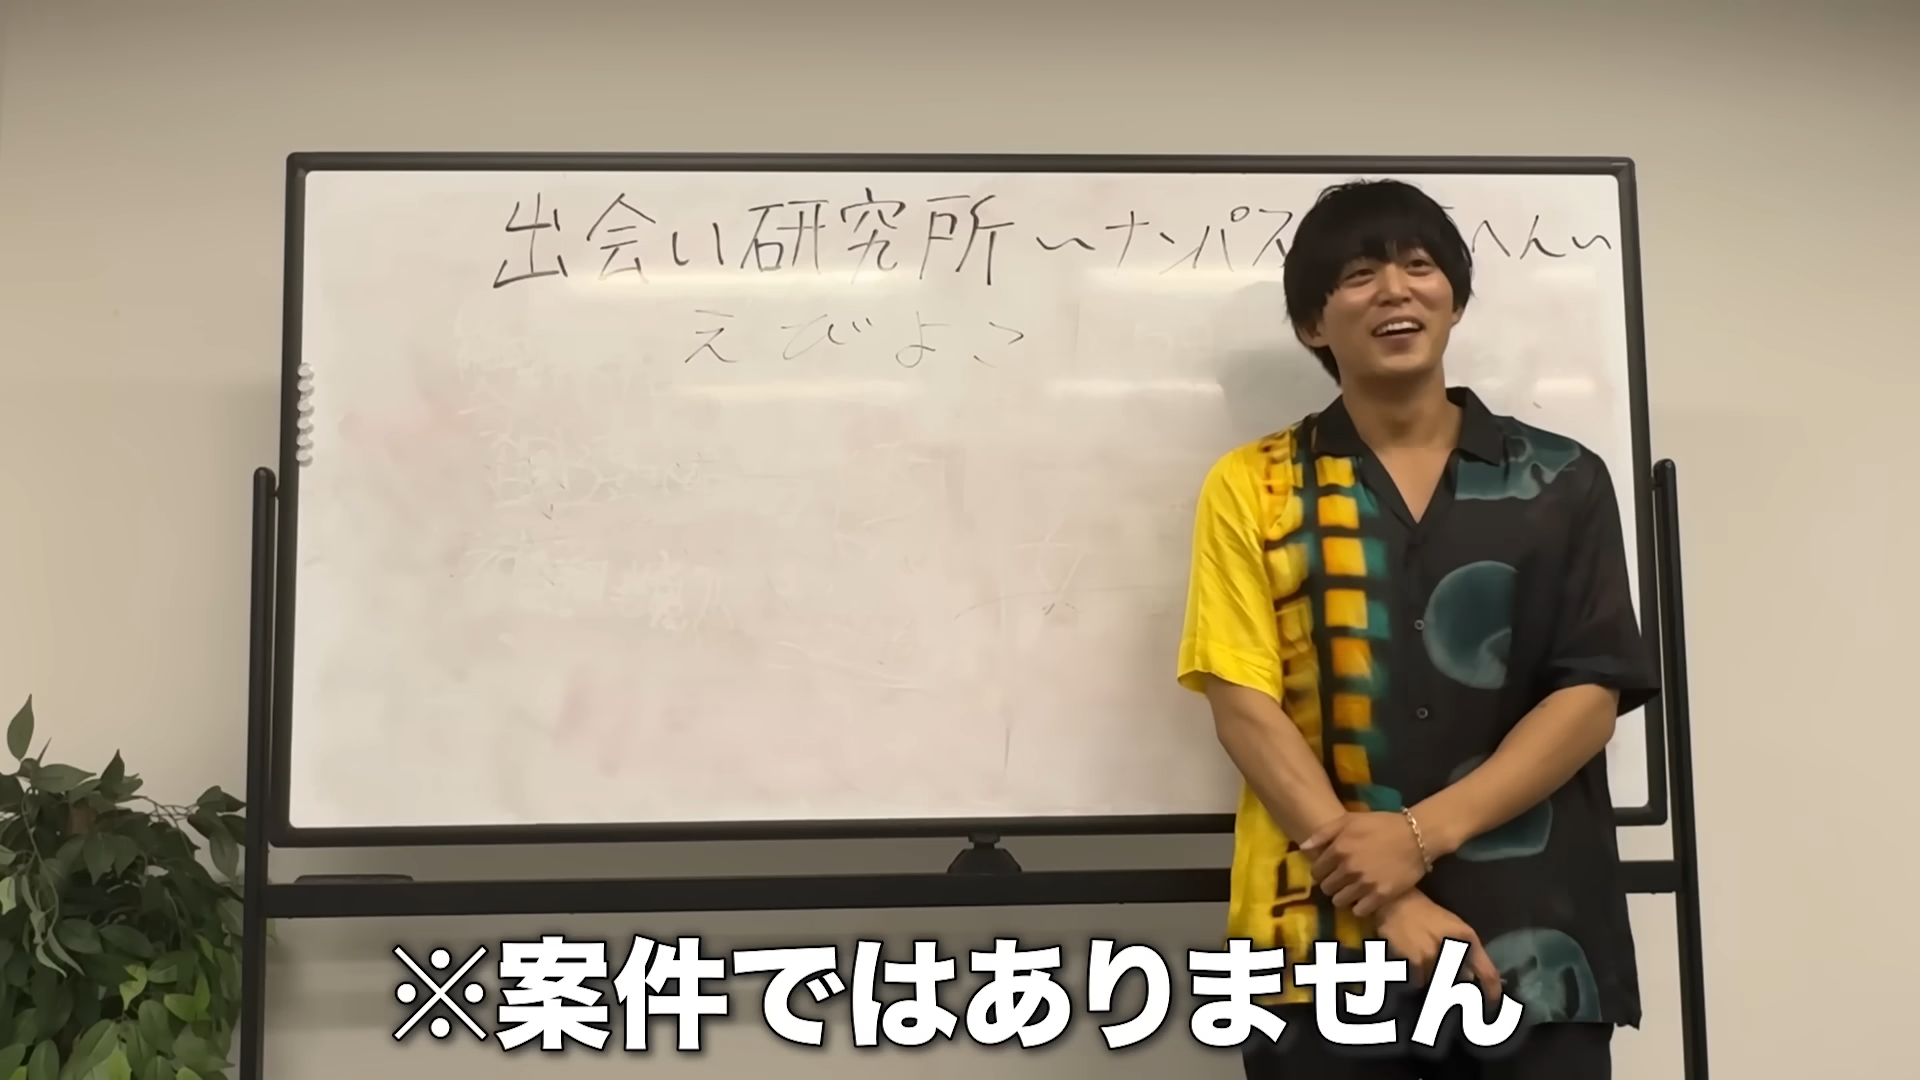 出会い研究所〜ナンパス へん〜
えびよこ
※案件ではありません